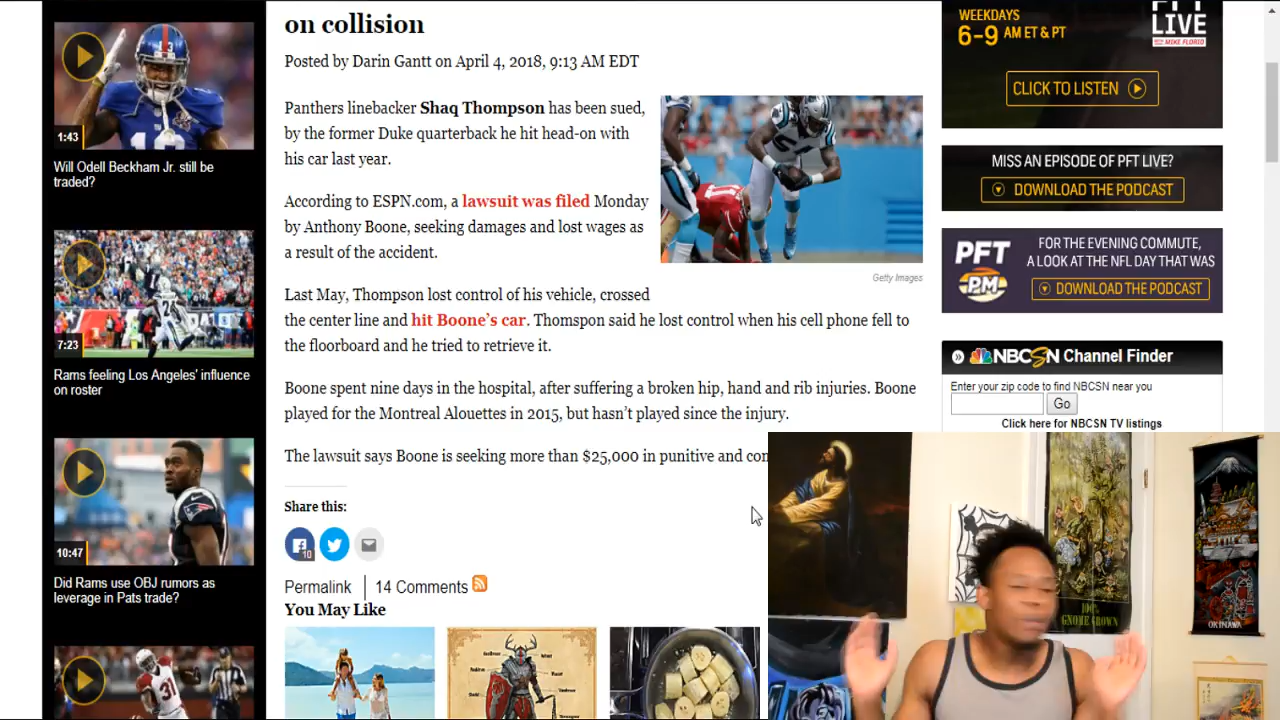 1:43
Will Odell Beckham Jr. still be
traded?
7:23
Rams feeling Los Angeles' influence
on roster
10:47
Did Rams use OBJ rumors as
leverage in Pats trade?
on collision
Posted by Darin Gantt on April 4, 2018, 9:13 AM EDT
Panthers linebacker Shaq Thompson has been sued,
by the former Duke quarterback he hit head-on with
his car last year.
According to ESPN.com, a lawsuit was filed Monday
by Anthony Boone, seeking damages and lost wages as
a result of the accident.
Getty Images
Last May, Thompson lost control of his vehicle, crossed
the center line and hit Boone's car. Thomspon said he lost control when his cell phone fell to
the floorboard and he tried to retrieve it.
Boone spent nine days in the hospital, after suffering a broken hip, hand and rib injuries. Boone
played for the Montreal Alouettes in 2015, but hasn't played since the injury.
The lawsuit says Boone is seeking more than $25,000 in punitive and con
Share this:
10
Permalink 14 Comments
You May Like
WEEKDAYS
6-9 AM ET & PT
PFT
LIVE
WITH MIKE FLORIO
CLICK TO LISTEN
MISS AN EPISODE OF PFT LIVE?
DOWNLOAD THE PODCAST
PFT
PM
FOR THE EVENING COMMUTE,
A LOOK AT THE NFL DAY THAT WAS
DOWNLOAD THE PODCAST
NBCSN Channel Finder
Enter your zip code to find NBCSN near you
Go
Click here for NBCSN TV listings
100%
GNOME GROWN
OKINAWA